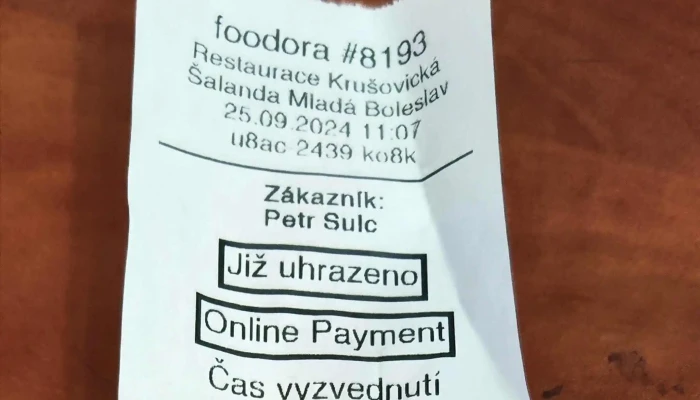 foodora #8193
Restaurace Krušovická
Šalanda Mladá Boleslav
25.09.2024 11:07
u8ac 2439 ko8k
Zákazník:
Petr Sulc
Již uhrazeno
Online Payment
Čas vyzvednutí